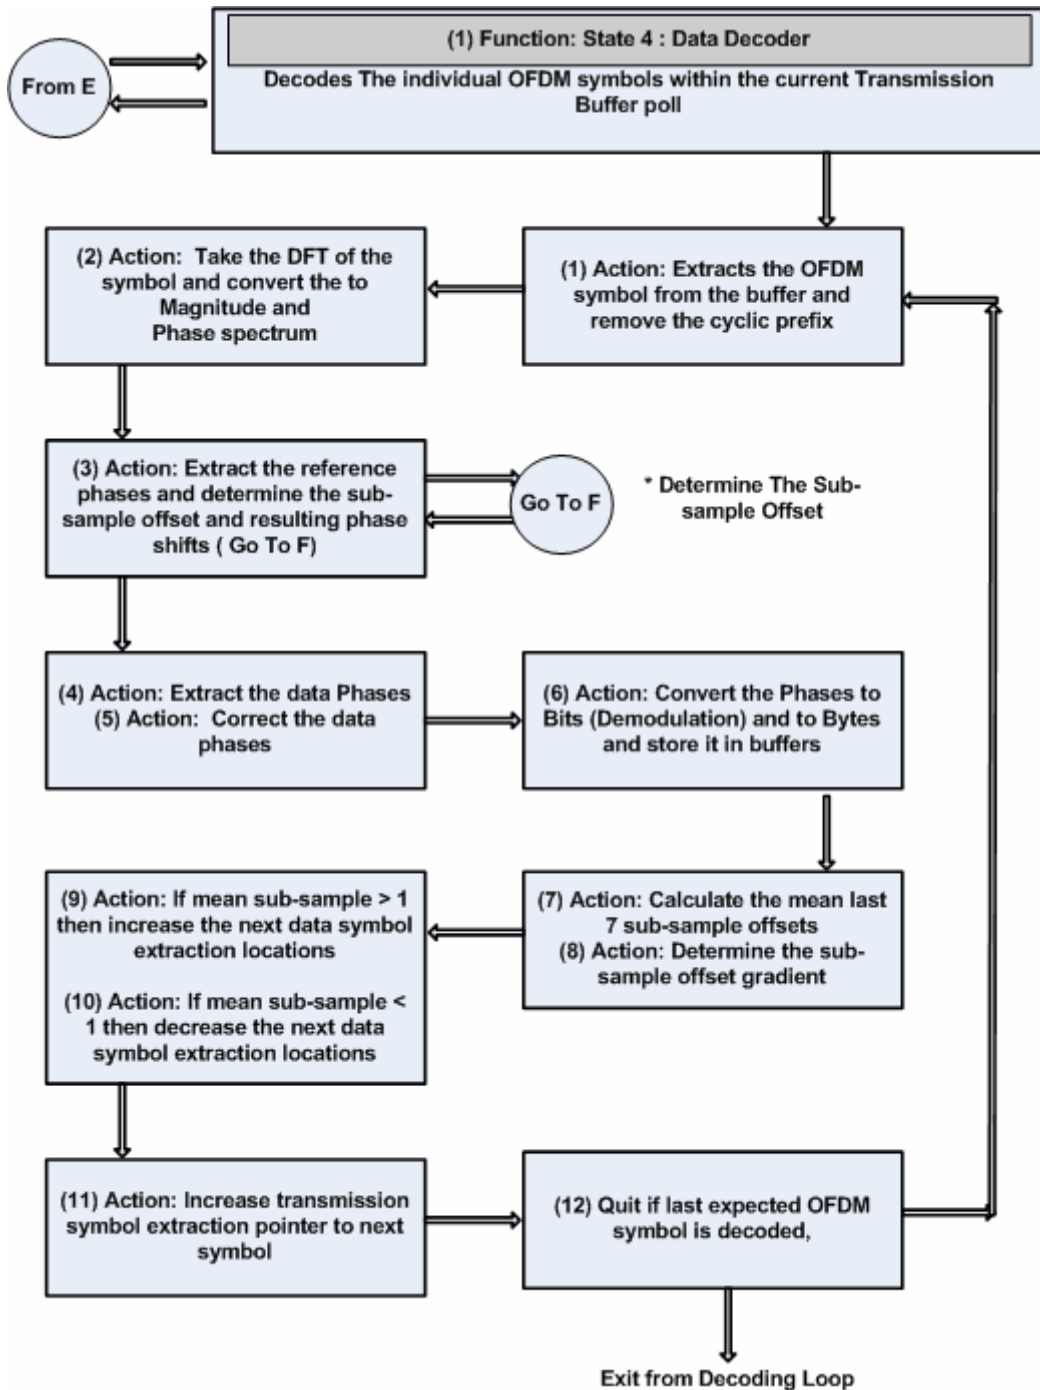 (1) Function: State 4 : Data Decoder
From E
Decodes The individual OFDM symbols within the current Transmission
Buffer poll
(1) Action: Extracts the OFDM
symbol from the buffer and
remove the cyclic prefix
(2) Action:  Take the DFT of the
symbol and convert the to
Magnitude and
Phase spectrum
(3) Action: Extract the reference
phases and determine the sub-
sample offset and resulting phase
shifts ( Go To F)
Go To F
* Determine The Sub-
sample Offset
(4) Action: Extract the data Phases
(5) Action:  Correct the data
phases
(6) Action: Convert the Phases to
Bits (Demodulation) and to Bytes
and store it in buffers
(7) Action: Calculate the mean last
7 sub-sample offsets
(8) Action: Determine the sub-
sample offset gradient
(9) Action: If mean sub-sample > 1
then increase the next data symbol
extraction locations
(10) Action: If mean sub-sample <
1 then decrease the next data
symbol extraction locations
(11) Action: Increase transmission
symbol extraction pointer to next
symbol
(12) Quit if last expected OFDM
symbol is decoded,
Exit from Decoding Loop